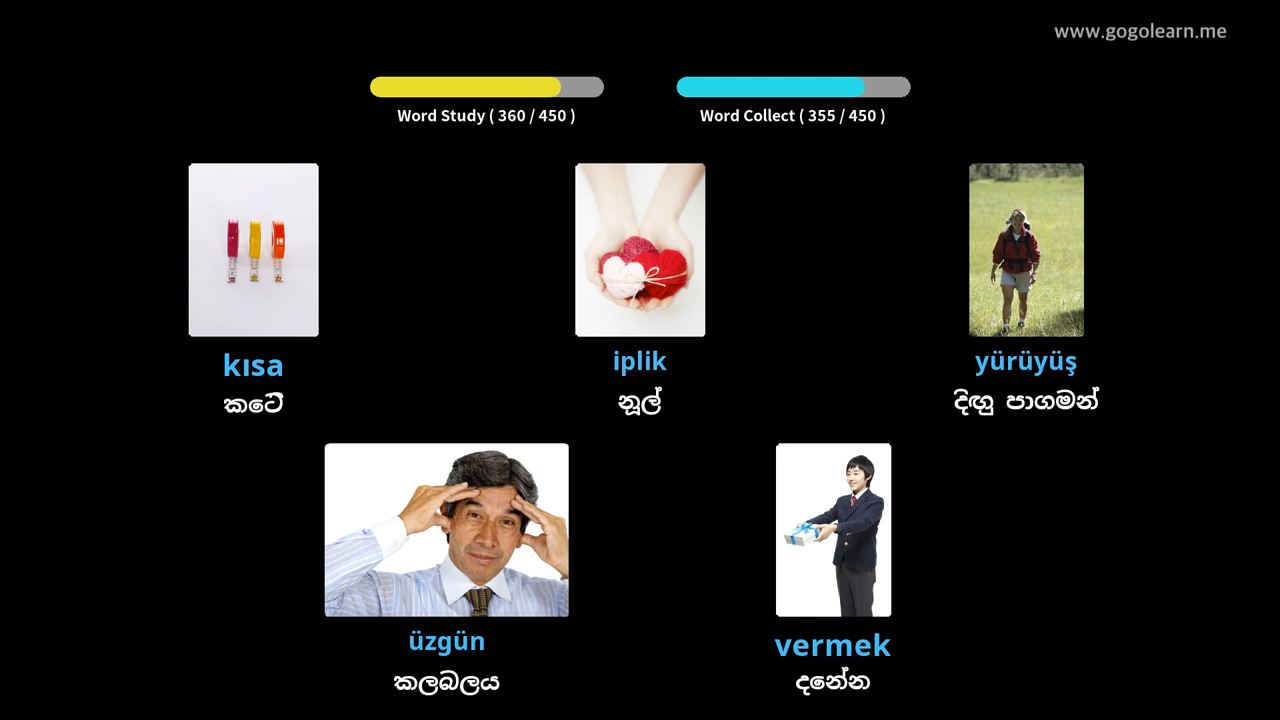 www.gogolearn.me
Word Study ( 360 / 450 )
Word Collect ( 355 / 450 )
kısa
කටේ
iplik
නූල්
yürüyüş
දිඟු පාගමන්
üzgün
කලබලය
vermek
දනේන